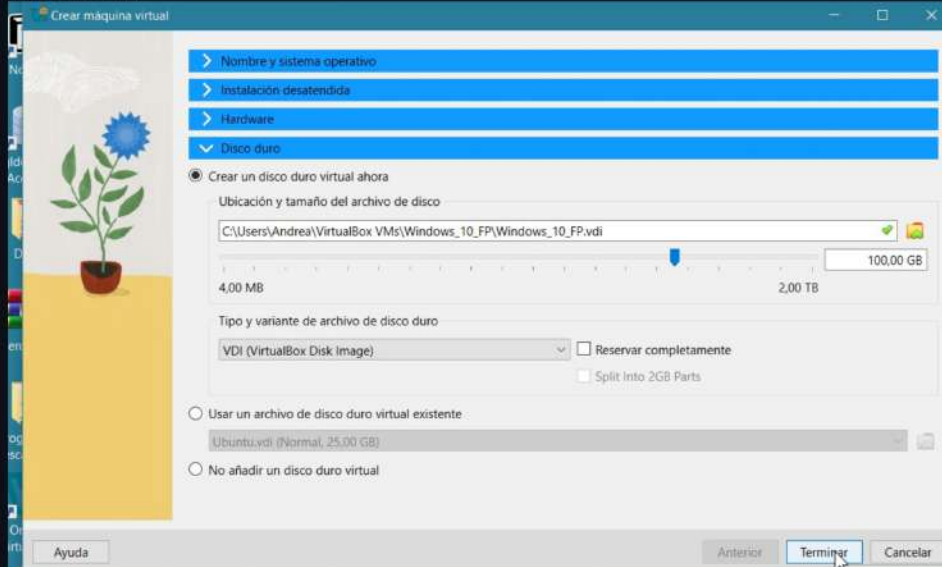 Crear máquina virtual
Nombre y sistema operativo
Instalación desatendida
Hardware
Disco duro
Crear un disco duro virtual ahora
Ubicación y tamaño del archivo de disco
C:\Users\Andrea\VirtualBox VMs\Windows_10_FP\Windows_10_FP.vdi
100,00 GB
4,00 MB 2,00 TB
Tipo y variante de archivo de disco duro
VDI (VirtualBox Disk Image) Reservar completamente
Split Into 2GB Parts
Usar un archivo de disco duro virtual existente
Ubuntu.vdi (Normal, 25,00 GB)
No añadir un disco duro virtual
Ayuda Anterior Terminar Cancelar